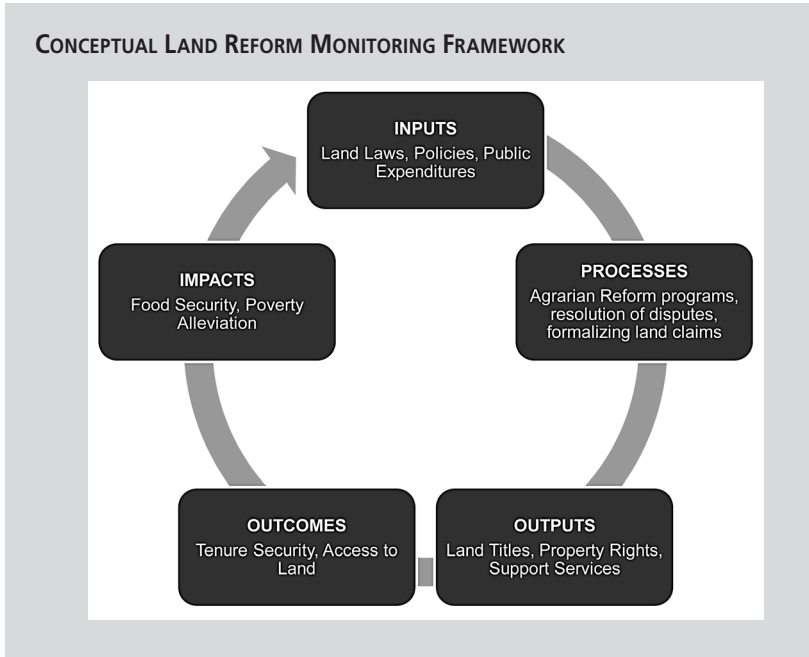 CONCEPTUAL LAND REFORM MONITORING FRAMEWORK
INPUTS
Land Laws, Policies, Public
Expenditures
PROCESSES
Agrarian Reform programs,
resolution of disputes,
formalizing land claims
OUTPUTS
Land Titles, Property Rights,
Support Services
OUTCOMES
Tenure Security, Access to
Land
IMPACTS
Food Security, Poverty
Alleviation